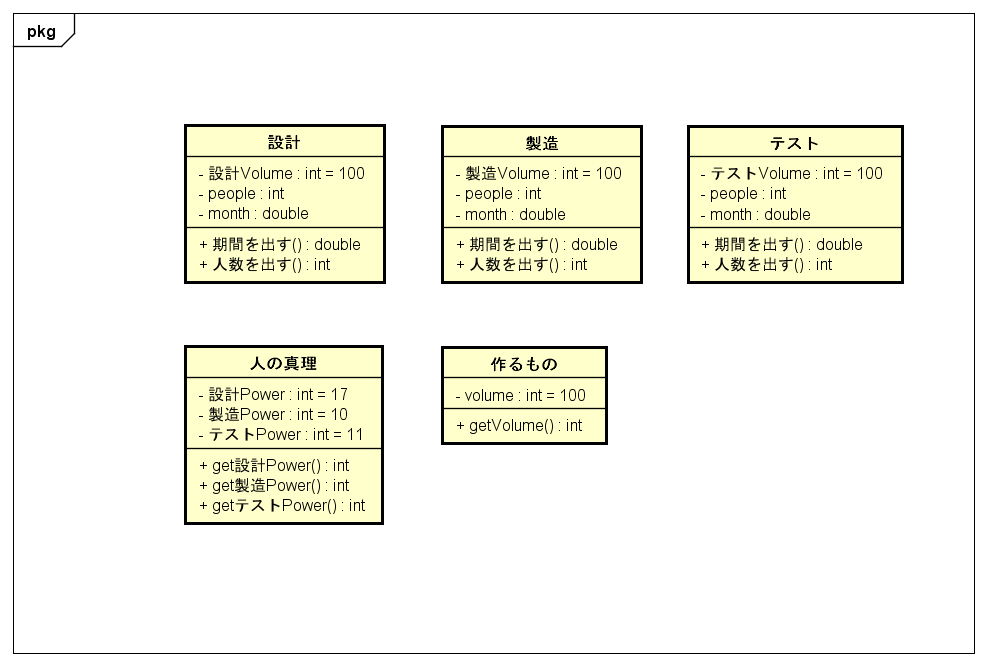 pkg
設計
- 設計Volume : int = 100
- people : int
- month : double
+ 期間を出す() : double
+ 人数を出す() : int
製造
- 製造Volume : int = 100
- people : int
- month : double
+ 期間を出す() : double
+ 人数を出す() : int
テスト
- テストVolume : int = 100
- people : int
- month : double
+ 期間を出す() : double
+ 人数を出す() : int
人の真理
- 設計Power : int = 17
- 製造Power : int = 10
- テストPower : int = 11
+ get設計Power() : int
+ get製造Power() : int
+ getテストPower() : int
作るもの
- volume : int = 100
+ getVolume() : int